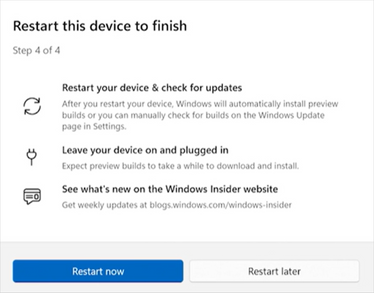 Restart this device to finish
Step 4 of 4
Restart your device & check for updates
After you restart your device, Windows will automatically install preview
builds or you can manually check for builds on the Windows Update
page in Settings.
Leave your device on and plugged in
Expect preview builds to take a while to download and install.
See what's new on the Windows Insider website
Get weekly updates at blogs.windows.com/windows-insider
Restart now
Restart later